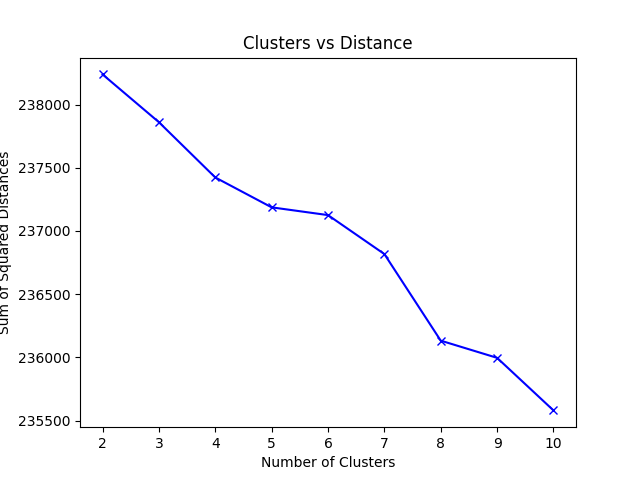 Clusters vs Distance
238000
237500
237000
236500
236000
235500
Sum of Squared Distances
2 3 4 5 6 7 8 9 10
Number of Clusters